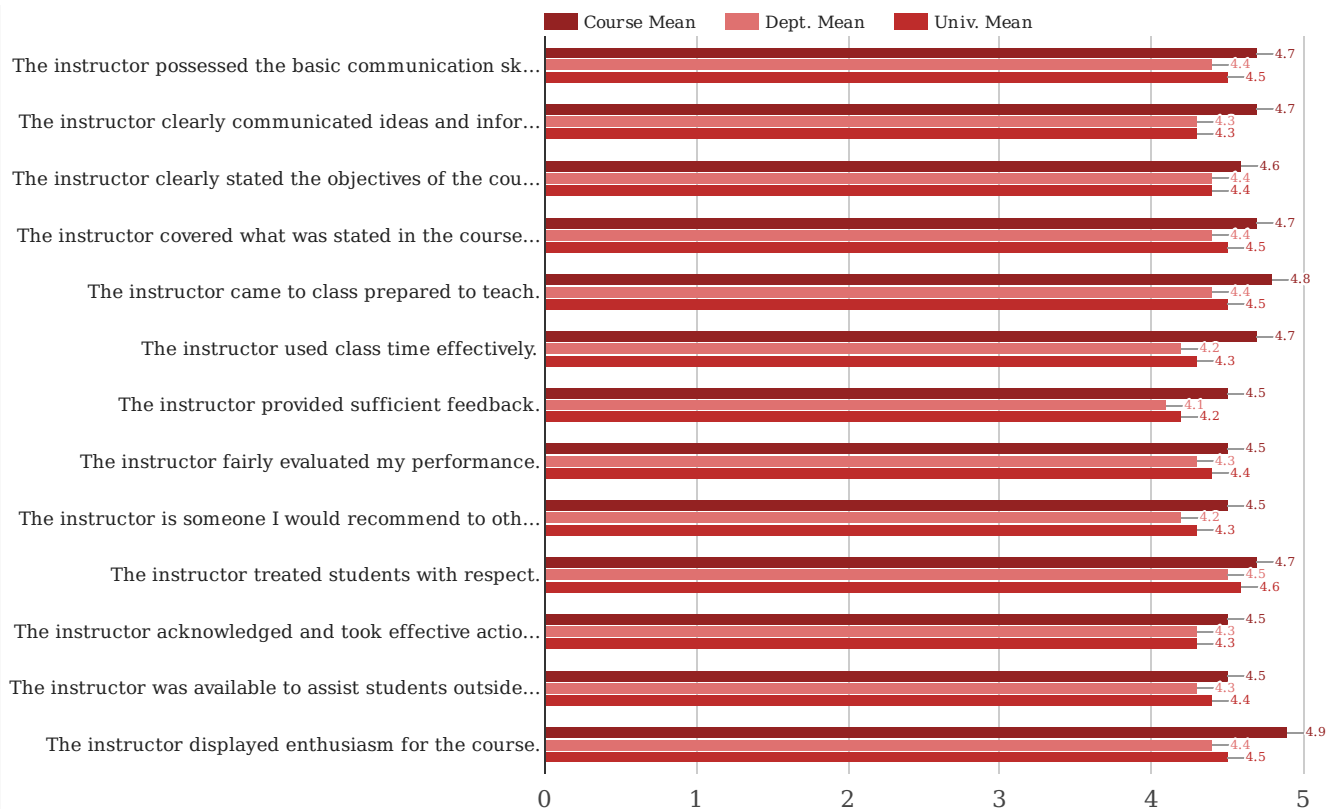 Course Mean Dept. Mean Univ. Mean
The instructor possessed the basic communication sk... 4.7 4.4 4.5
The instructor clearly communicated ideas and infor... 4.7 4.3 4.3
The instructor clearly stated the objectives of the cou... 4.6 4.4 4.4
The instructor covered what was stated in the course... 4.7 4.4 4.5
The instructor came to class prepared to teach. 4.8 4.4 4.5
The instructor used class time effectively. 4.7 4.2 4.3
The instructor provided sufficient feedback. 4.5 4.1 4.2
The instructor fairly evaluated my performance. 4.5 4.3 4.4
The instructor is someone I would recommend to oth... 4.5 4.2 4.3
The instructor treated students with respect. 4.7 4.5 4.6
The instructor acknowledged and took effective actio... 4.5 4.3 4.3
The instructor was available to assist students outside... 4.5 4.3 4.4
The instructor displayed enthusiasm for the course. 4.9 4.4 4.5
0 1 2 3 4 5